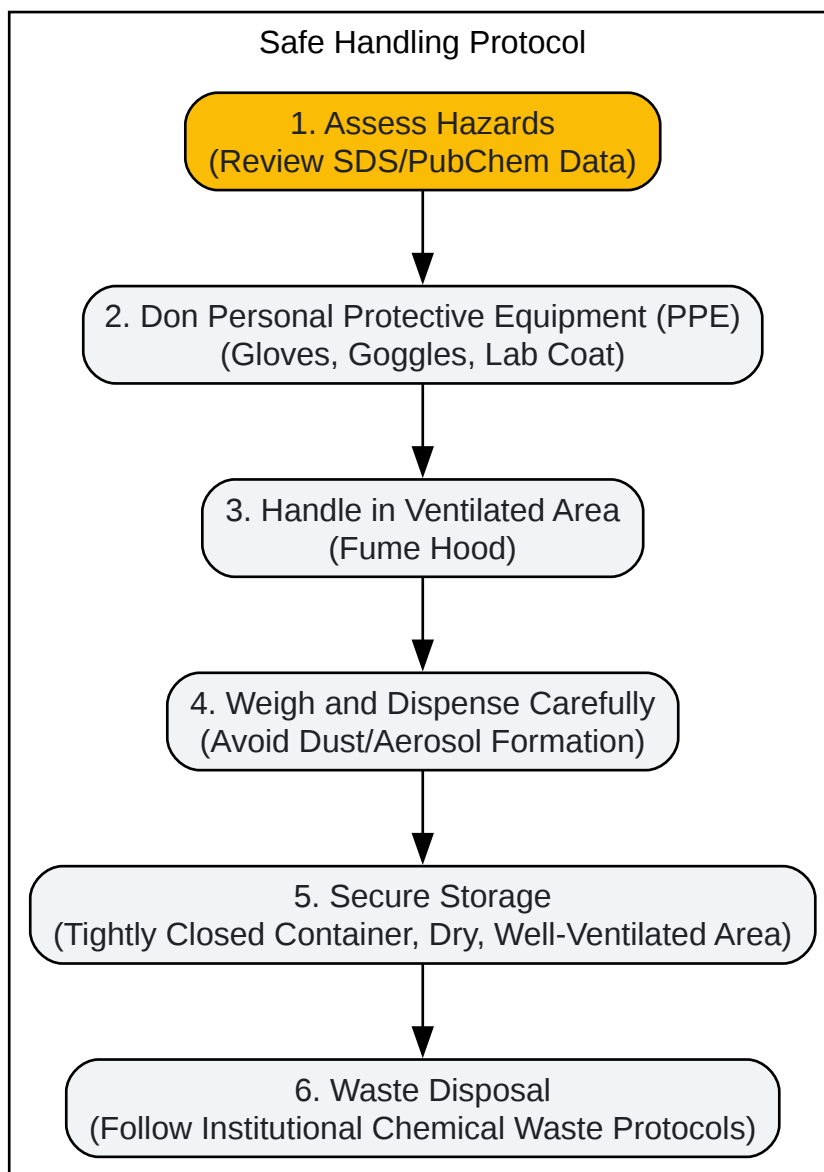 Safe Handling Protocol
1. Assess Hazards
(Review SDS/PubChem Data)
2. Don Personal Protective Equipment (PPE)
(Gloves, Goggles, Lab Coat)
3. Handle in Ventilated Area
(Fume Hood)
4. Weigh and Dispense Carefully
(Avoid Dust/Aerosol Formation)
5. Secure Storage
(Tightly Closed Container, Dry, Well-Ventilated Area)
6. Waste Disposal
(Follow Institutional Chemical Waste Protocols)